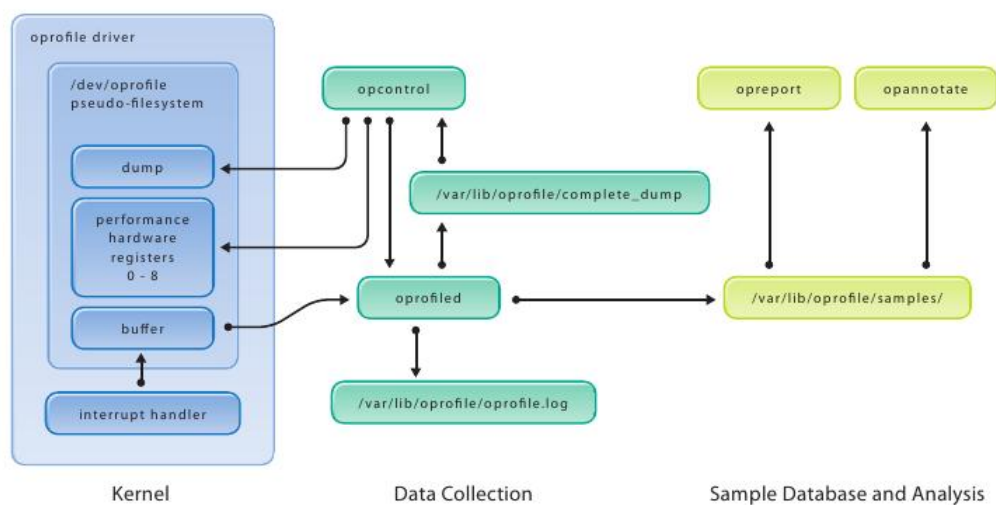 oprofile driver
/dev/oprofile
pseudo-filesystem
dump
performance
hardware
registers
0 - 8
buffer
interrupt handler
Kernel
opcontrol
/var/lib/oprofile/complete_dump
oprofiled
/var/lib/oprofile/oprofile.log
Data Collection
opreport
opannotate
/var/lib/oprofile/samples/
Sample Database and Analysis